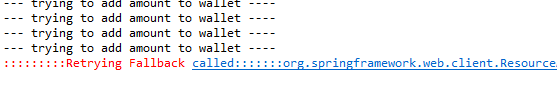 --- trying to add amount to wallet ----
--- trying to add amount to wallet ----
--- trying to add amount to wallet ----
--- trying to add amount to wallet ----
:::::::::Retrying Fallback called:::::::org.springframework.web.client.Resource